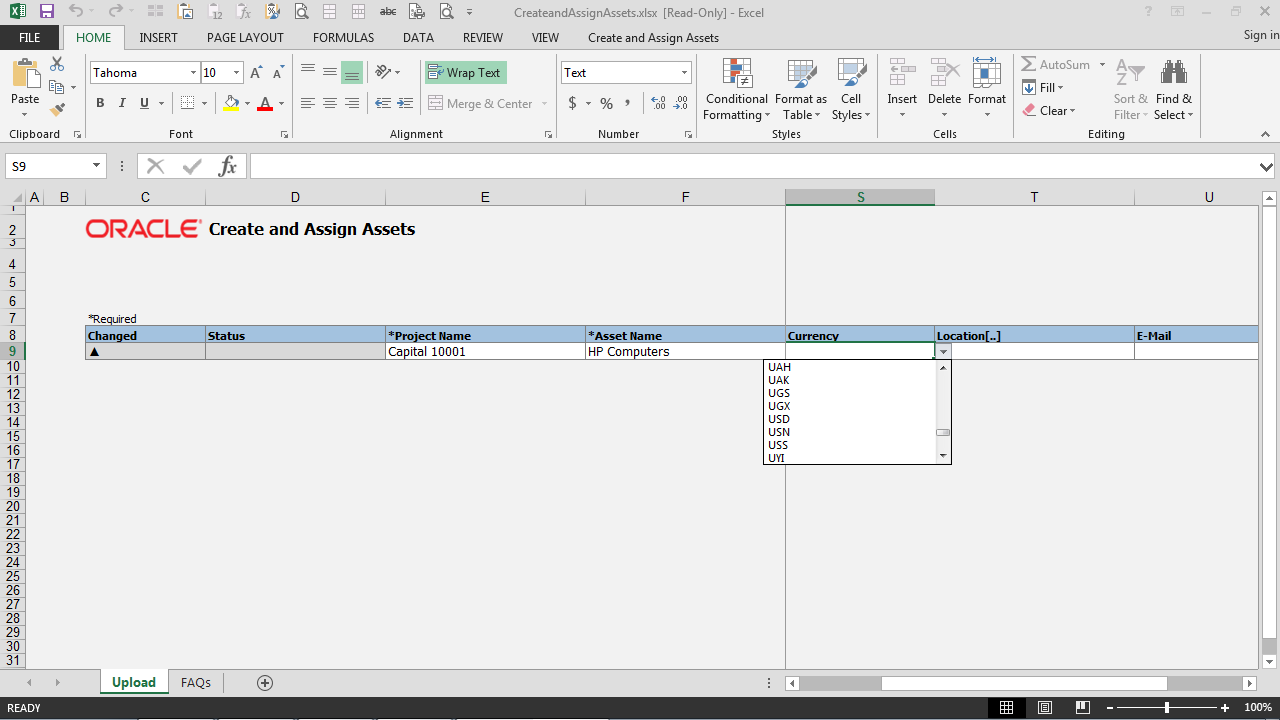 CreateandAssignAssets.xlsx [Read-Only] - Excel
FILE HOME INSERT PAGE LAYOUT FORMULAS DATA REVIEW VIEW Create and Assign Assets Sign in
Paste
Tahoma 10
B I U A
Clipboard
Font
Wrap Text
Merge & Center
Alignment
Text
$ % ,
Number
Conditional Formatting
Format as Table
Cell Styles
Styles
Insert
Delete
Format
Cells
AutoSum
Fill
Clear
Sort & Filter
Find & Select
Editing
S9 fx
A B C D E F S T U
1
2 ORACLE Create and Assign Assets
3
4
5
6
7 *Required
8 Changed Status *Project Name *Asset Name Currency Location[..] E-Mail
9 ▲ Capital 10001 HP Computers
UAH
UAK
UGS
UGX
USD
USN
USS
UYI
10
11
12
13
14
15
16
17
18
19
20
21
22
23
24
25
26
27
28
29
30
31
Upload FAQs
READY 100%